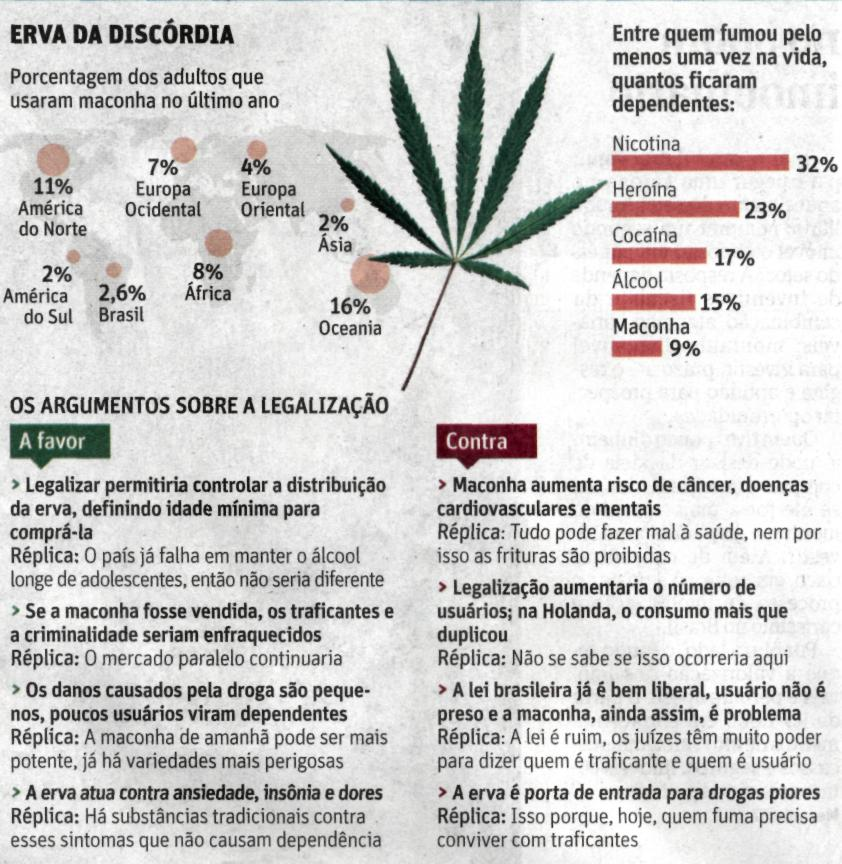 ERVA DA DISCÓRDIA
Porcentagem dos adultos que
usaram maconha no último ano
11%
América
do Norte
7%
Europa
Ocidental
4%
Europa
Oriental
2%
Ásia
2%
América
do Sul
2,6%
Brasil
8%
África
16%
Oceania
Entre quem fumou pelo
menos uma vez na vida,
quantos ficaram
dependentes:
Nicotina
32%
Heroína
23%
Cocaína
17%
Álcool
15%
Maconha
9%
OS ARGUMENTOS SOBRE A LEGALIZAÇÃO
A favor
> Legalizar permitiria controlar a distribuição
da erva, definindo idade mínima para
comprá-la
Réplica: O país já falha em manter o álcool
longe de adolescentes, então não seria diferente
> Se a maconha fosse vendida, os traficantes e
a criminalidade seriam enfraquecidos
Réplica: O mercado paralelo continuaria
> Os danos causados pela droga são peque-
nos, poucos usuários viram dependentes
Réplica: A maconha de amanhã pode ser mais
potente, já há variedades mais perigosas
> A erva atua contra ansiedade, insônia e dores
Réplica: Há substâncias tradicionais contra
esses sintomas que não causam dependência
Contra
> Maconha aumenta risco de câncer, doenças
cardiovasculares e mentais
Réplica: Tudo pode fazer mal à saúde, nem por
isso as frituras são proibidas
> Legalização aumentaria o número de
usuários; na Holanda, o consumo mais que
duplicou
Réplica: Não se sabe se isso ocorreria aqui
> A lei brasileira já é bem liberal, usuário não é
preso e a maconha, ainda assim, é problema
Réplica: A lei é ruim, os juízes têm muito poder
para dizer quem é traficante e quem é usuário
> A erva é porta de entrada para drogas piores
Réplica: Isso porque, hoje, quem fuma precisa
conviver com traficantes